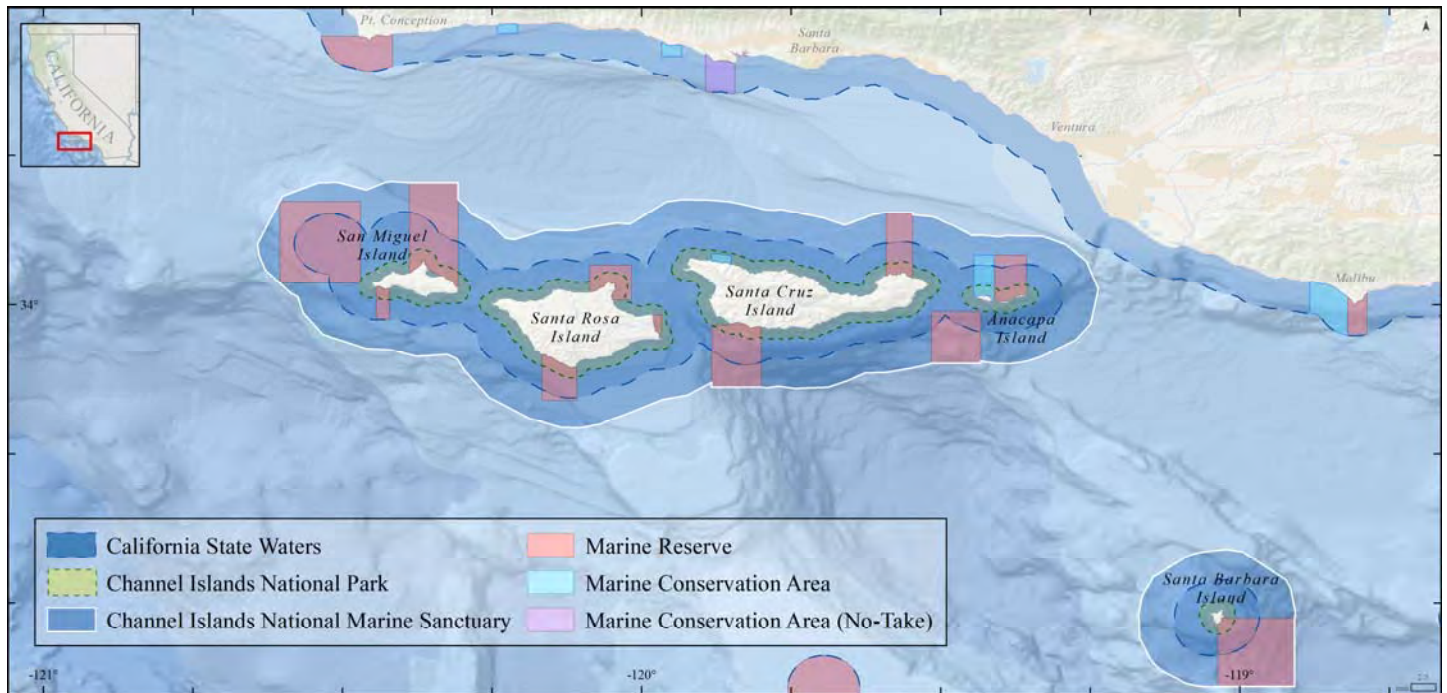 CALIFORNIA
Pt. Conception
Santa
Barbara
Ventura
Malibu
San Miguel
Island
Santa Rosa
Island
Santa Cruz
Island
Anacapa
Island
Santa Barbara
Island
34°
California State Waters
Channel Islands National Park
Channel Islands National Marine Sanctuary
Marine Reserve
Marine Conservation Area
Marine Conservation Area (No-Take)
-121°
-120°
-119°